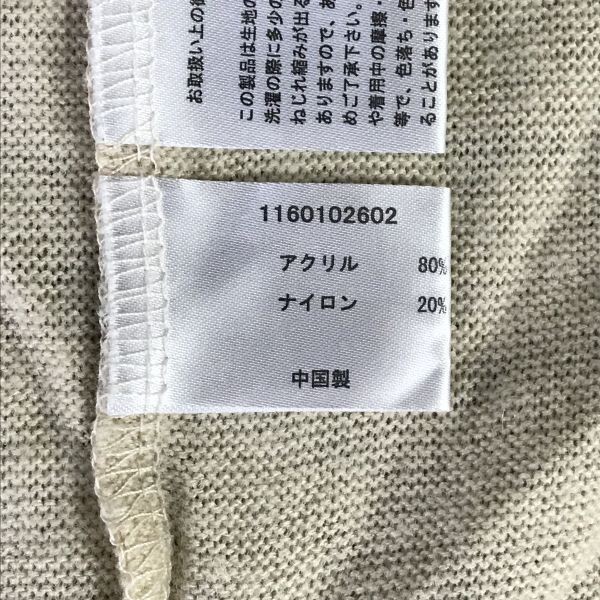 お取扱い上の
この製品は生地の
洗濯の際に多少の
ねじれ縮みが出る
ありますので、あ
めご了承下さい。
や着用中の摩擦・
等で、色落ち・色
ることがあります
1160102602
アクリル 80%
ナイロン 20%
中国製